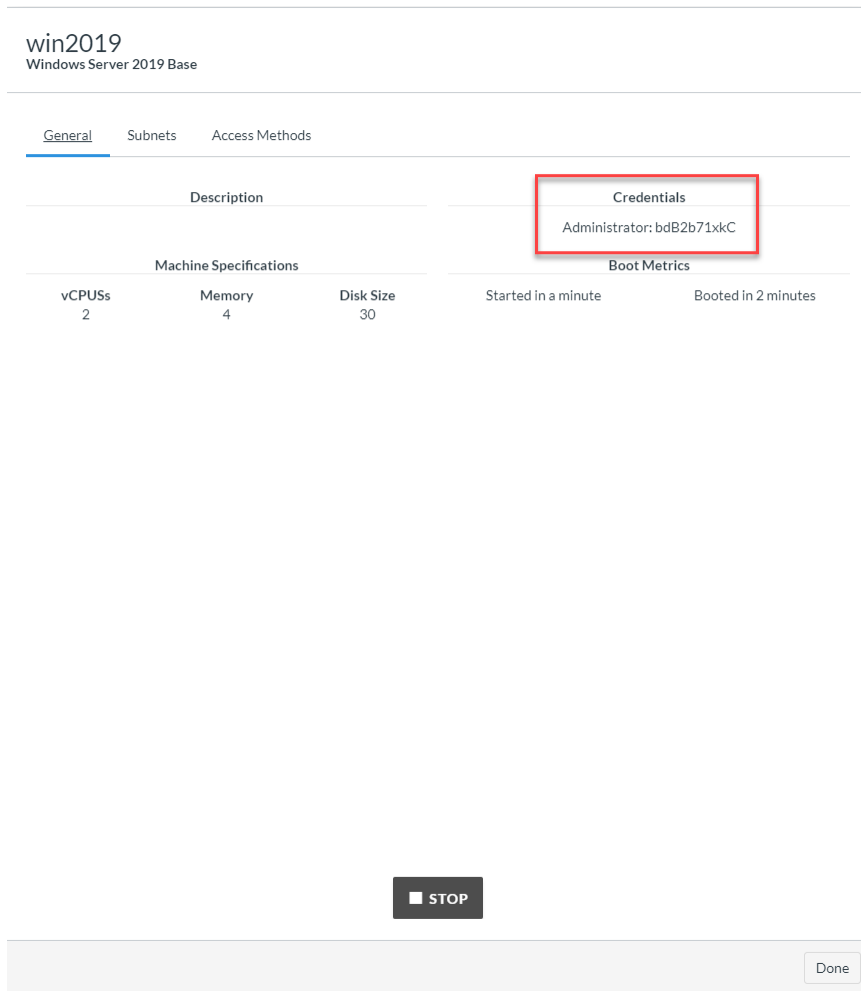 win2019
Windows Server 2019 Base
General Subnets Access Methods
Description
Credentials
Administrator: bdB2b71xkC
Machine Specifications
Boot Metrics
vCPUSs Memory Disk Size
2 4 30
Started in a minute Booted in 2 minutes
STOP
Done